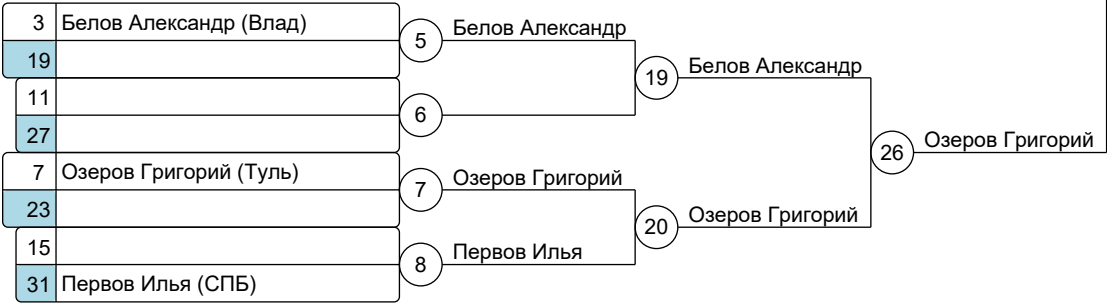 3 Белов Александр (Влад)
19
11
27
7 Озеров Григорий (Туль)
23
15
31 Первов Илья (СПБ)
5 Белов Александр
6
7 Озеров Григорий
8 Первов Илья
19 Белов Александр
20 Озеров Григорий
26 Озеров Григорий